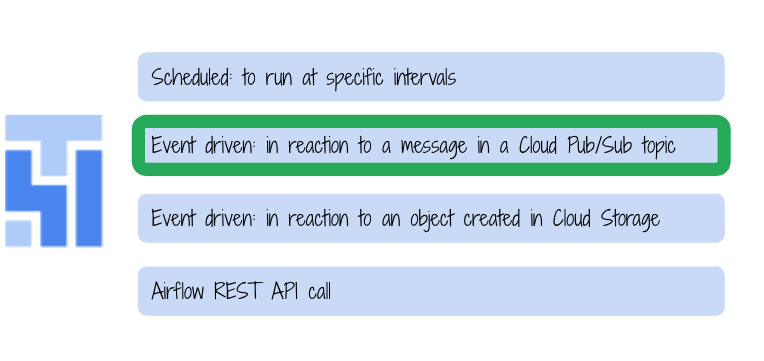 Scheduled: to run at specific intervals
Event driven: in reaction to a message in a Cloud Pub/Sub topic
Event driven: in reaction to an object created in Cloud Storage
Airflow REST API call